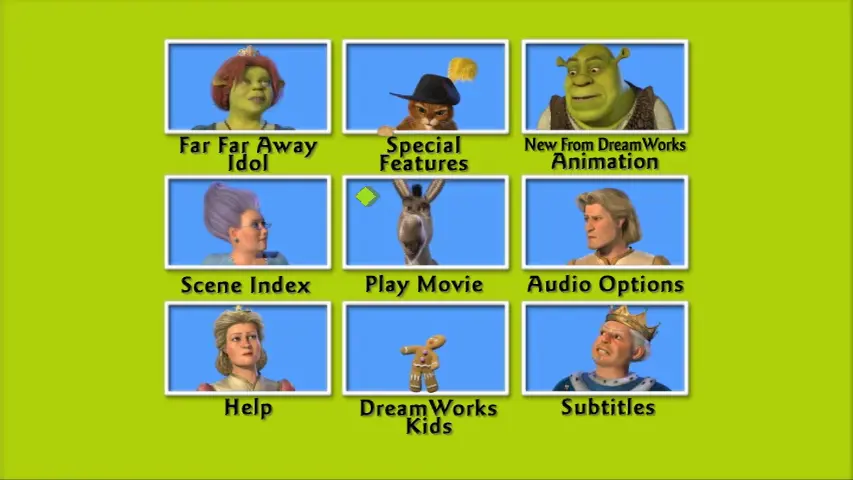 Far Far Away
Idol
Special
Features
New From DreamWorks
Animation
Scene Index
Play Movie
Audio Options
Help
DreamWorks
Kids
Subtitles